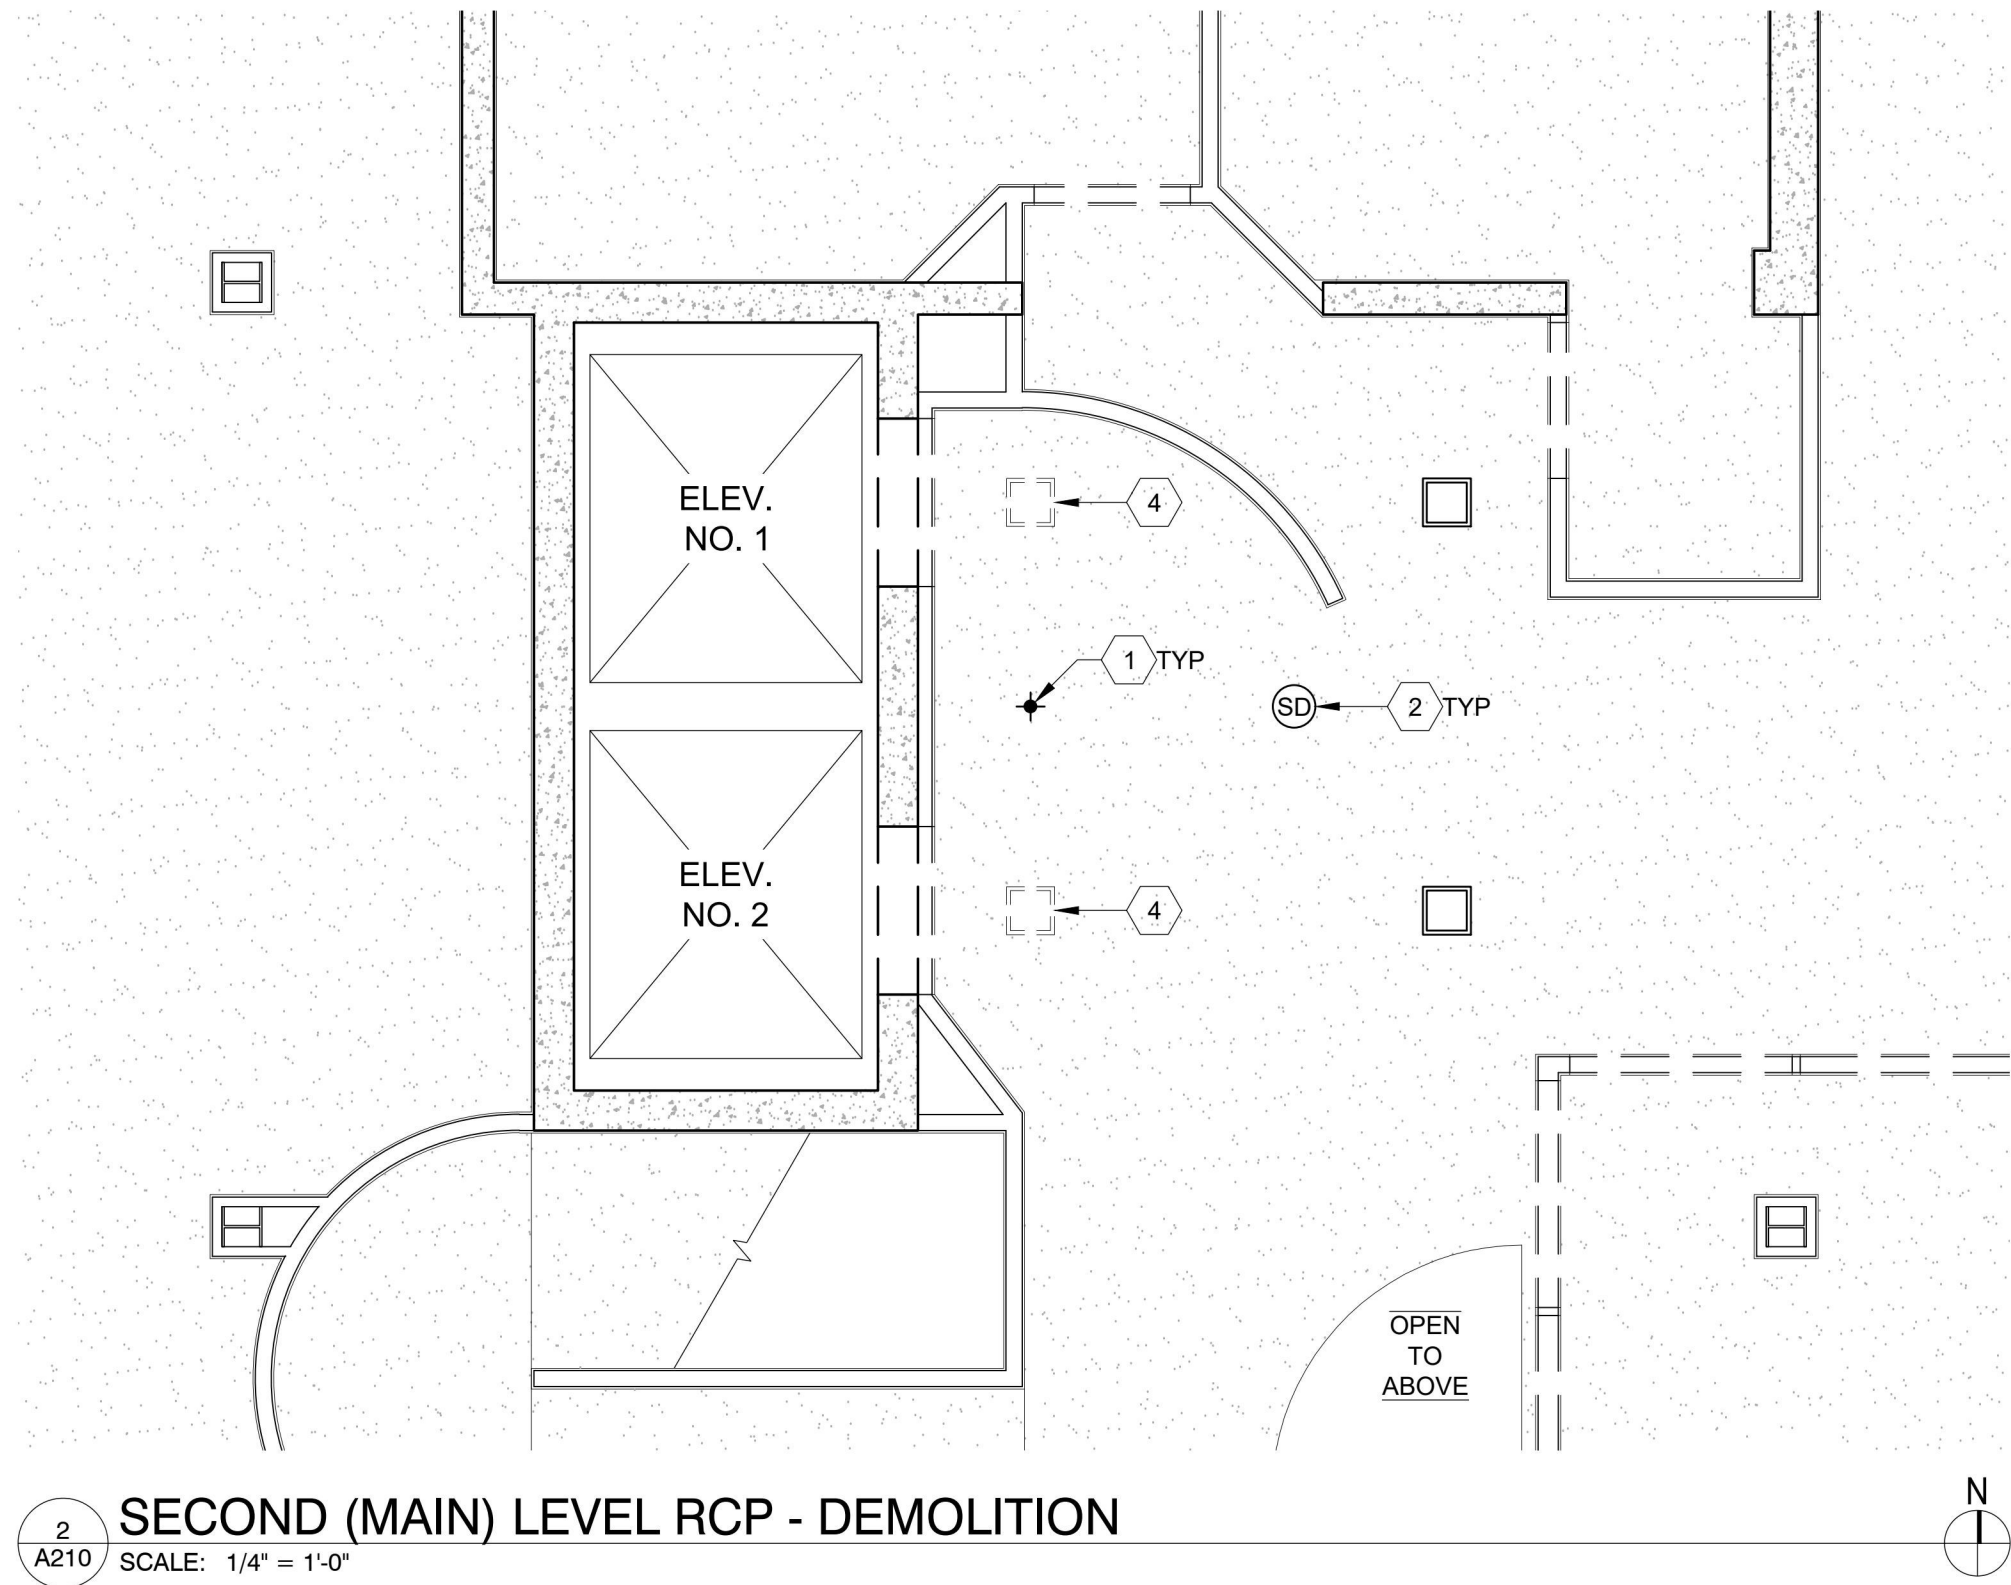 ELEV.
NO. 1
4
1 TYP
SD
2 TYP
ELEV.
NO. 2
4
OPEN
TO
ABOVE
N
2
A210
SECOND (MAIN) LEVEL RCP - DEMOLITION
SCALE: 1/4" = 1'-0"